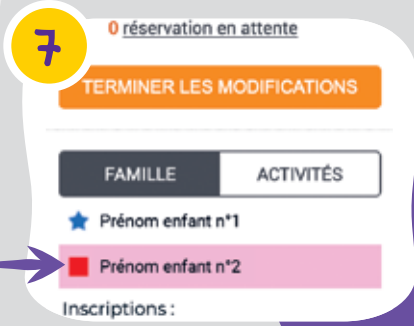 7
0 réservation en attente
TERMINER LES MODIFICATIONS
FAMILLE
ACTIVITÉS
Prénom enfant n°1
Prénom enfant n°2
Inscriptions :